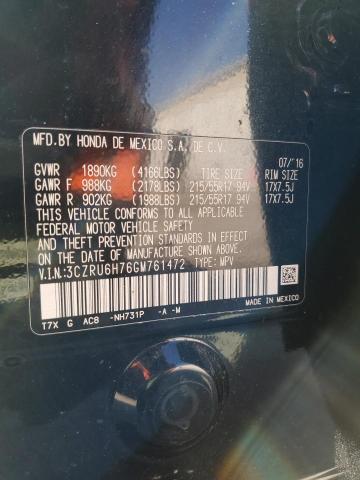 MFD.BY HONDA DE MEXICO S.A. DE C.V.
07/'16
GVWR 1890KG (4166LBS) TIRE SIZE RIM SIZE
GAWR F 988KG (2178LBS) 215/55R17 94V 17X7.5J
GAWR R 902KG (1988LBS) 215/55R17 94V 17X7.5J
THIS VEHICLE CONFORMS TO ALL APPLICABLE
FEDERAL MOTOR VEHICLE SAFETY STANDARDS
IN EFFECT ON THE DATE OF
MANUFACTURE SHOWN ABOVE.
V.I.N.:3CZRU6H76GM761472 TYPE: MPV
T7X G AC8 -NH731P -A -M
MADE IN MEXICO